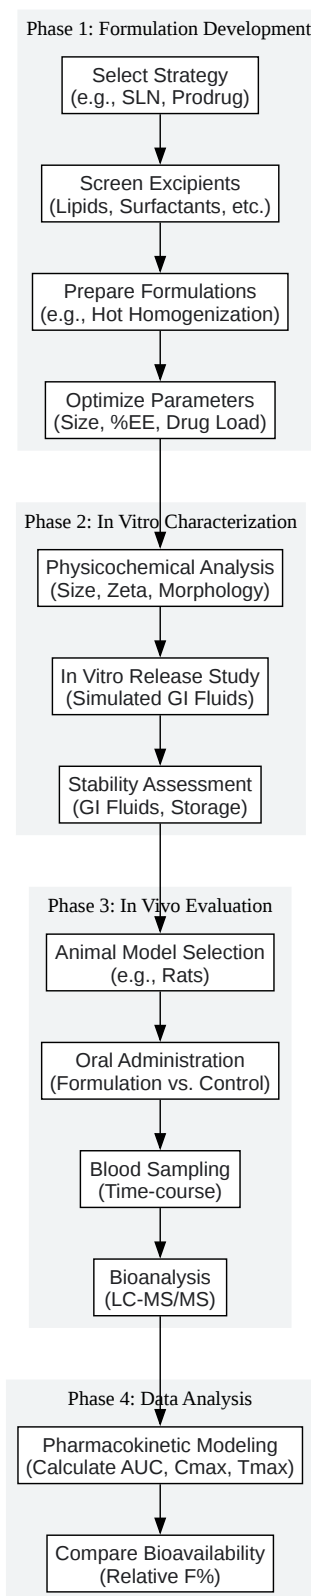 Phase 1: Formulation Development
Select Strategy
(e.g., SLN, Prodrug)
Screen Excipients
(Lipids, Surfactants, etc.)
Prepare Formulations
(e.g., Hot Homogenization)
Optimize Parameters
(Size, %EE, Drug Load)
Phase 2: In Vitro Characterization
Physicochemical Analysis
(Size, Zeta, Morphology)
In Vitro Release Study
(Simulated GI Fluids)
Stability Assessment
(GI Fluids, Storage)
Phase 3: In Vivo Evaluation
Animal Model Selection
(e.g., Rats)
Oral Administration
(Formulation vs. Control)
Blood Sampling
(Time-course)
Bioanalysis
(LC-MS/MS)
Phase 4: Data Analysis
Pharmacokinetic Modeling
(Calculate AUC, Cmax, Tmax)
Compare Bioavailability
(Relative F%)